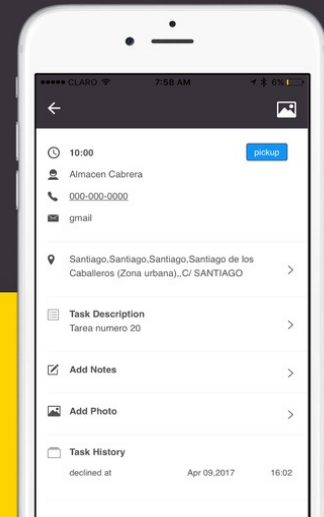 CLARO 7:58 AM 6%
10:00 pickup
Almacen Cabrera
000-000-0000
gmail
Santiago,Santiago,Santiago,Santiago de los
Caballeros (Zona urbana),,C/ SANTIAGO
Task Description
Tarea numero 20
Add Notes
Add Photo
Task History
declined at Apr 09,2017 16:02